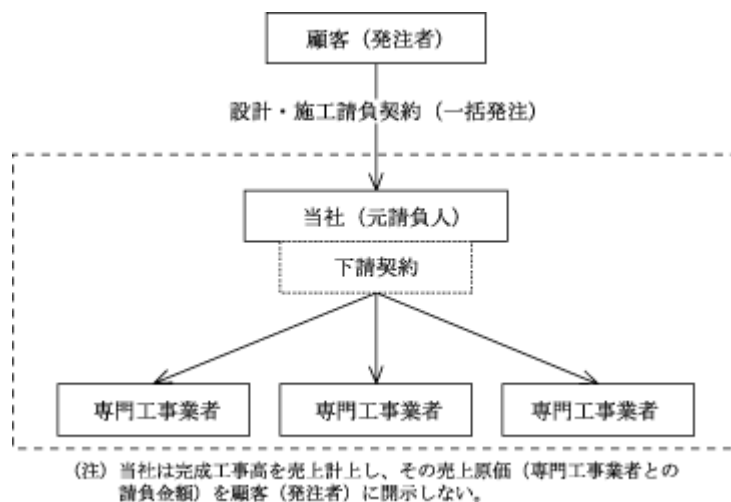 顧客（発注者）
設計・施工請負契約（一括発注）
当社（元請負人）
下請契約
専門工事業者
専門工事業者
専門工事業者
（注）当社は完成工事高を売上計上し、その売上原価（専門工事業者との
請負金額）を顧客（発注者）に開示しない。